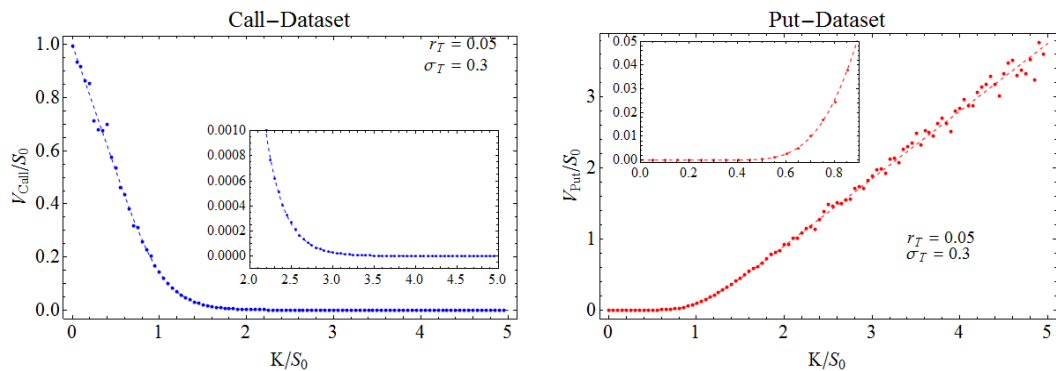 Call−Dataset
1.0
0.8
0.6
0.4
0.2
0.0
V_Call/S_0
0 1 2 3 4 5
K/S_0
r_T = 0.05
σ_T = 0.3
0.0010
0.0008
0.0006
0.0004
0.0002
0.0000
2.0 2.5 3.0 3.5 4.0 4.5 5.0
Put−Dataset
3
2
1
0
V_Put/S_0
0 1 2 3 4 5
K/S_0
0.05
0.04
0.03
0.02
0.01
0.00
0.0 0.2 0.4 0.6 0.8
r_T = 0.05
σ_T = 0.3